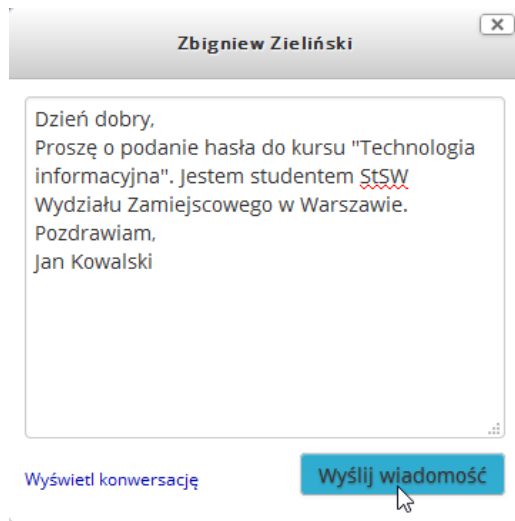 Zbigniew Zieliński
Dzień dobry,
Proszę o podanie hasła do kursu "Technologia
informacyjna". Jestem studentem StSW
Wydziału Zamiejscowego w Warszawie.
Pozdrawiam,
Jan Kowalski
Wyświetl konwersację
Wyślij wiadomość